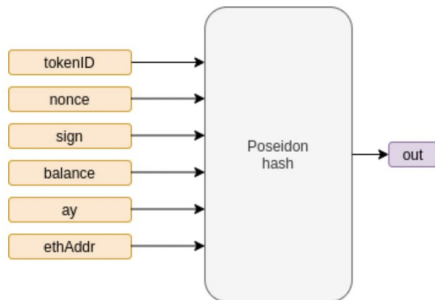 tokenID
nonce
sign
balance
ay
ethAddr
Poseidon
hash
out